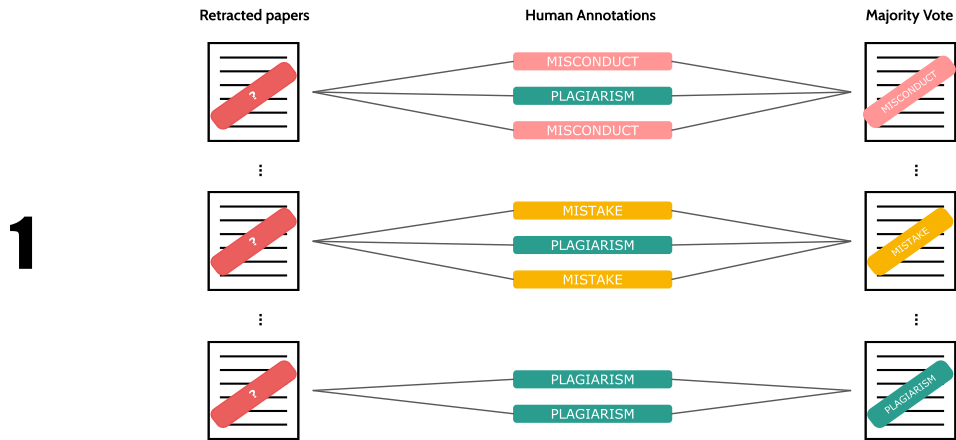 Retracted papers Human Annotations Majority Vote
MISCONDUCT
? PLAGIARISM MISCONDUCT
MISCONDUCT
1
MISTAKE
? PLAGIARISM MISTAKE
MISTAKE
PLAGIARISM
? PLAGIARISM
PLAGIARISM